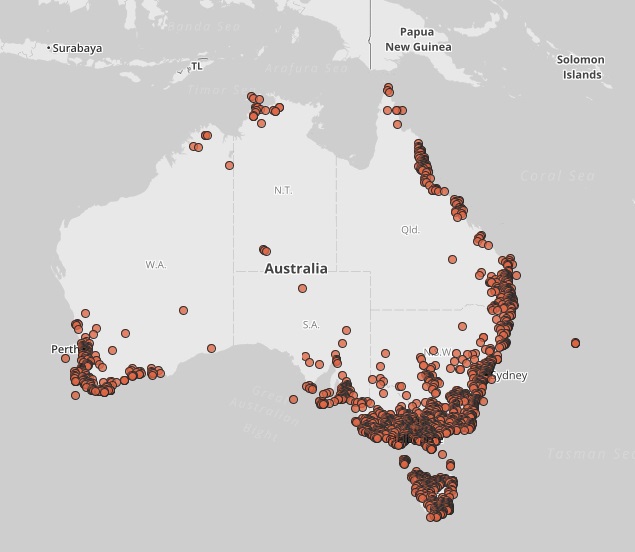 Banda Sea
Papua
New Guinea
Surabaya
Solomon
Islands
TL
Arafura Sea
Timor Sea
Coral Sea
N.T.
Qld.
W.A.
Australia
S.A.
Perth
N.S.W.
Sydney
Great
Australian
Bight
Tasman Sea